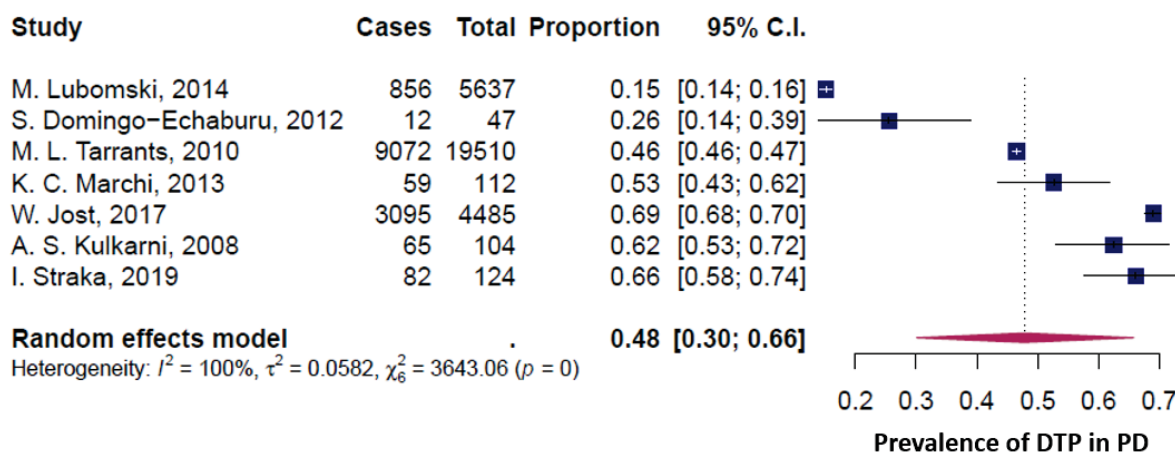 Study Cases Total Proportion 95% C.I.
M. Lubomski, 2014 856 5637 0.15 [0.14; 0.16]
S. Domingo−Echaburu, 2012 12 47 0.26 [0.14; 0.39]
M. L. Tarrants, 2010 9072 19510 0.46 [0.46; 0.47]
K. C. Marchi, 2013 59 112 0.53 [0.43; 0.62]
W. Jost, 2017 3095 4485 0.69 [0.68; 0.70]
A. S. Kulkarni, 2008 65 104 0.62 [0.53; 0.72]
I. Straka, 2019 82 124 0.66 [0.58; 0.74]
Random effects model . 0.48 [0.30; 0.66]
Heterogeneity: I² = 100%, τ² = 0.0582, χ²₆ = 3643.06 (p = 0)
0.2 0.3 0.4 0.5 0.6 0.7
Prevalence of DTP in PD